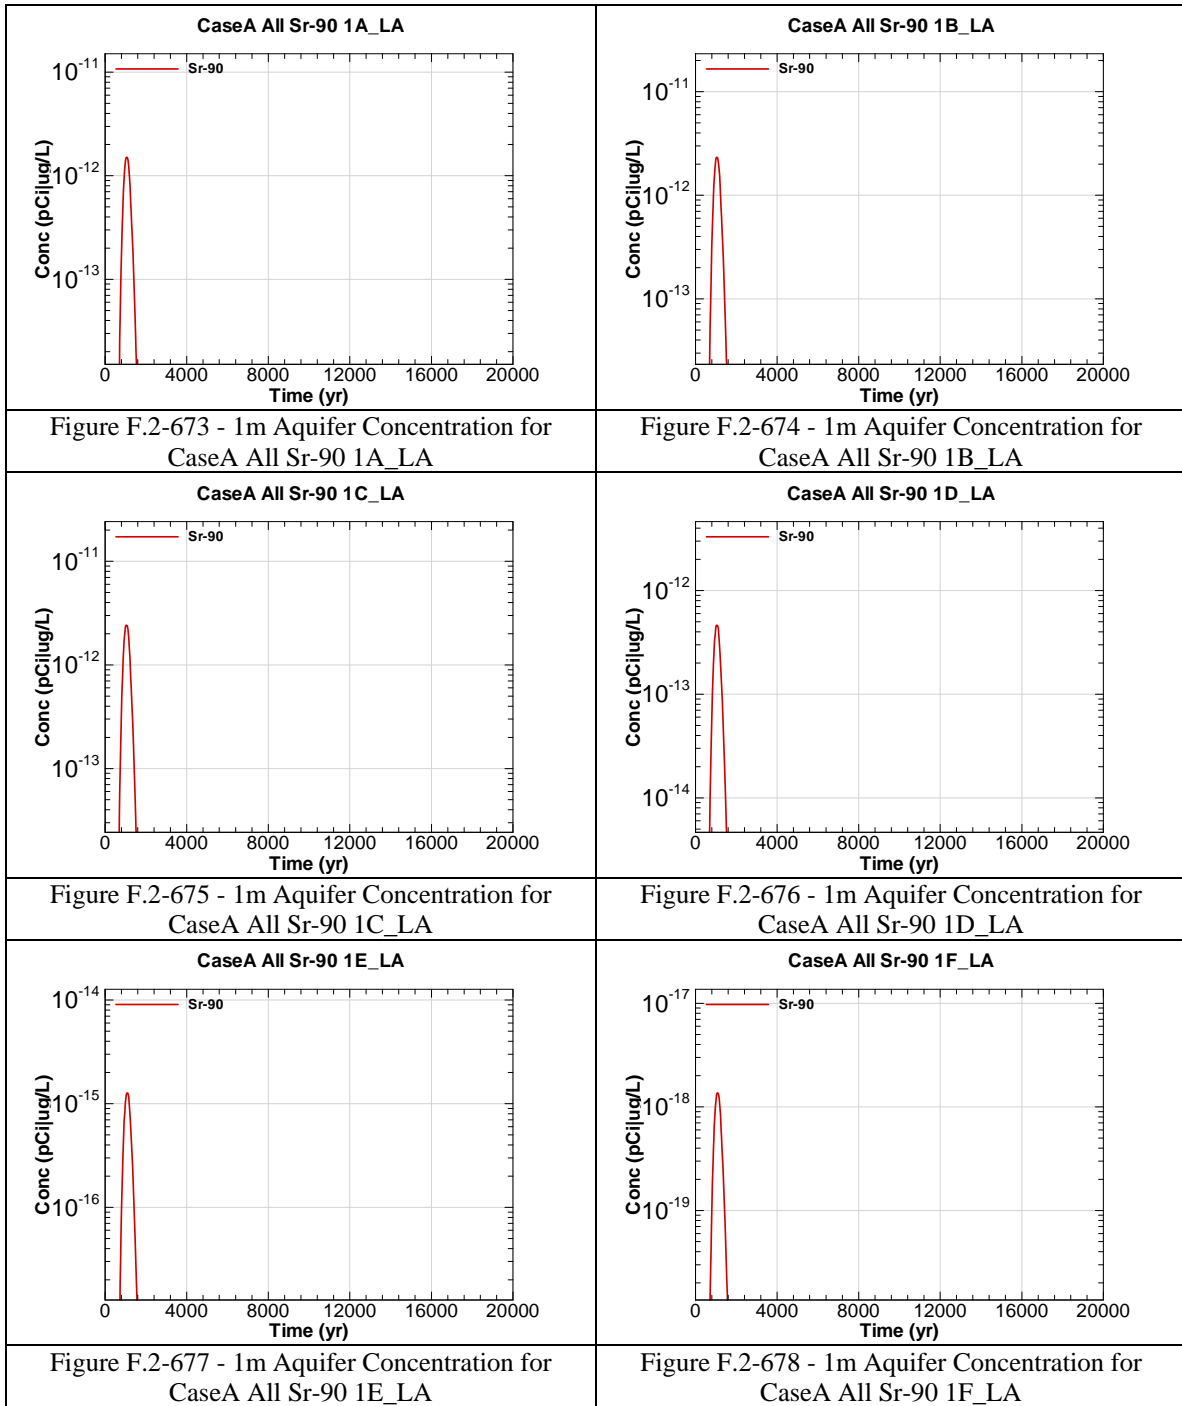 CaseA All Sr-90 1A_LA
Sr-90
10-11
10-12
10-13
Conc (pCi|ug/L)
0 4000 8000 12000 16000 20000
Time (yr)
Figure F.2-673 - 1m Aquifer Concentration for
CaseA All Sr-90 1A_LA
CaseA All Sr-90 1B_LA
Sr-90
10-11
10-12
10-13
Conc (pCi|ug/L)
0 4000 8000 12000 16000 20000
Time (yr)
Figure F.2-674 - 1m Aquifer Concentration for
CaseA All Sr-90 1B_LA
CaseA All Sr-90 1C_LA
Sr-90
10-11
10-12
10-13
Conc (pCi|ug/L)
0 4000 8000 12000 16000 20000
Time (yr)
Figure F.2-675 - 1m Aquifer Concentration for
CaseA All Sr-90 1C_LA
CaseA All Sr-90 1D_LA
Sr-90
10-12
10-13
10-14
Conc (pCi|ug/L)
0 4000 8000 12000 16000 20000
Time (yr)
Figure F.2-676 - 1m Aquifer Concentration for
CaseA All Sr-90 1D_LA
CaseA All Sr-90 1E_LA
Sr-90
10-14
10-15
10-16
Conc (pCi|ug/L)
0 4000 8000 12000 16000 20000
Time (yr)
Figure F.2-677 - 1m Aquifer Concentration for
CaseA All Sr-90 1E_LA
CaseA All Sr-90 1F_LA
Sr-90
10-17
10-18
10-19
Conc (pCi|ug/L)
0 4000 8000 12000 16000 20000
Time (yr)
Figure F.2-678 - 1m Aquifer Concentration for
CaseA All Sr-90 1F_LA